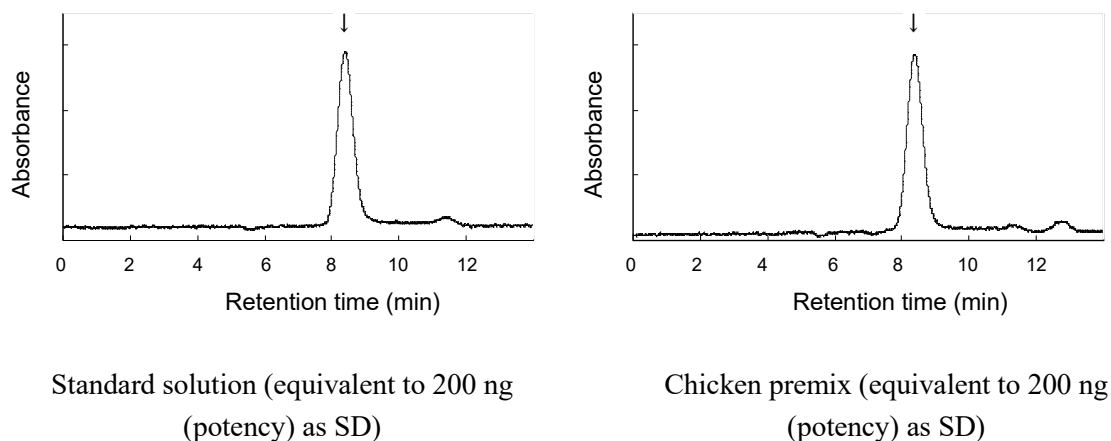 ↓
Absorbance
0 2 4 6 8 10 12
Retention time (min)
Standard solution (equivalent to 200 ng
(potency) as SD)
↓
Absorbance
0 2 4 6 8 10 12
Retention time (min)
Chicken premix (equivalent to 200 ng
(potency) as SD)